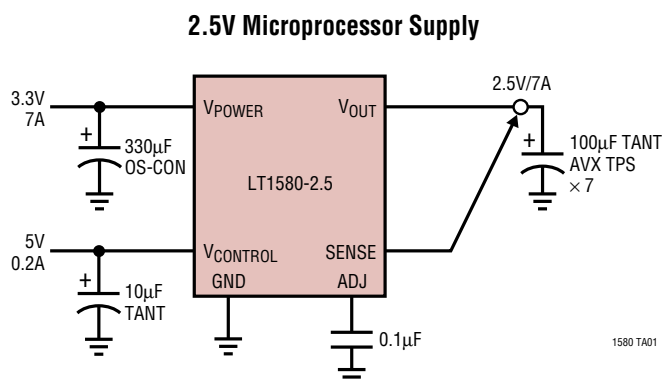 2.5V Microprocessor Supply
3.3V
7A
VPOWER
VOUT
2.5V/7A
+
330µF
OS-CON
+
100µF TANT
AVX TPS
× 7
LT1580-2.5
5V
0.2A
VCONTROL
SENSE
GND
ADJ
+
10µF
TANT
0.1µF
1580 TA01